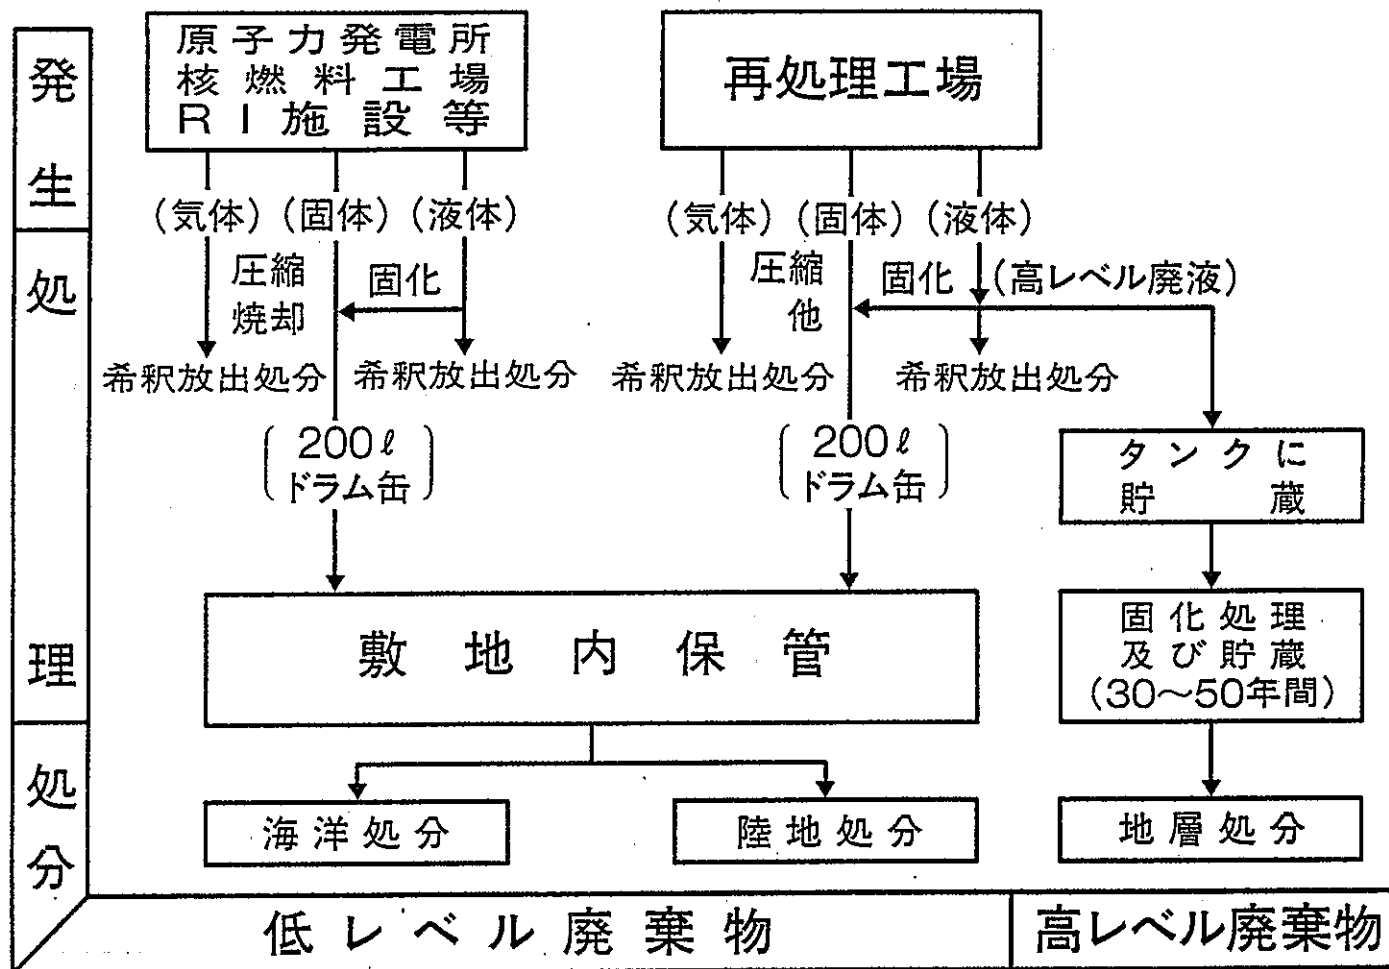 発生
処理
処分
原子力発電所
核燃料工場
RI施設等
(気体) (固体) (液体)
圧縮
焼却
固化
希釈放出処分
希釈放出処分
200ℓ
ドラム缶
再処理工場
(気体) (固体) (液体)
圧縮
他
固化
(高レベル廃液)
希釈放出処分
希釈放出処分
200ℓ
ドラム缶
タンクに
貯蔵
敷地内保管
固化処理
及び貯蔵
(30〜50年間)
海洋処分
陸地処分
地層処分
低レベル廃棄物
高レベル廃棄物